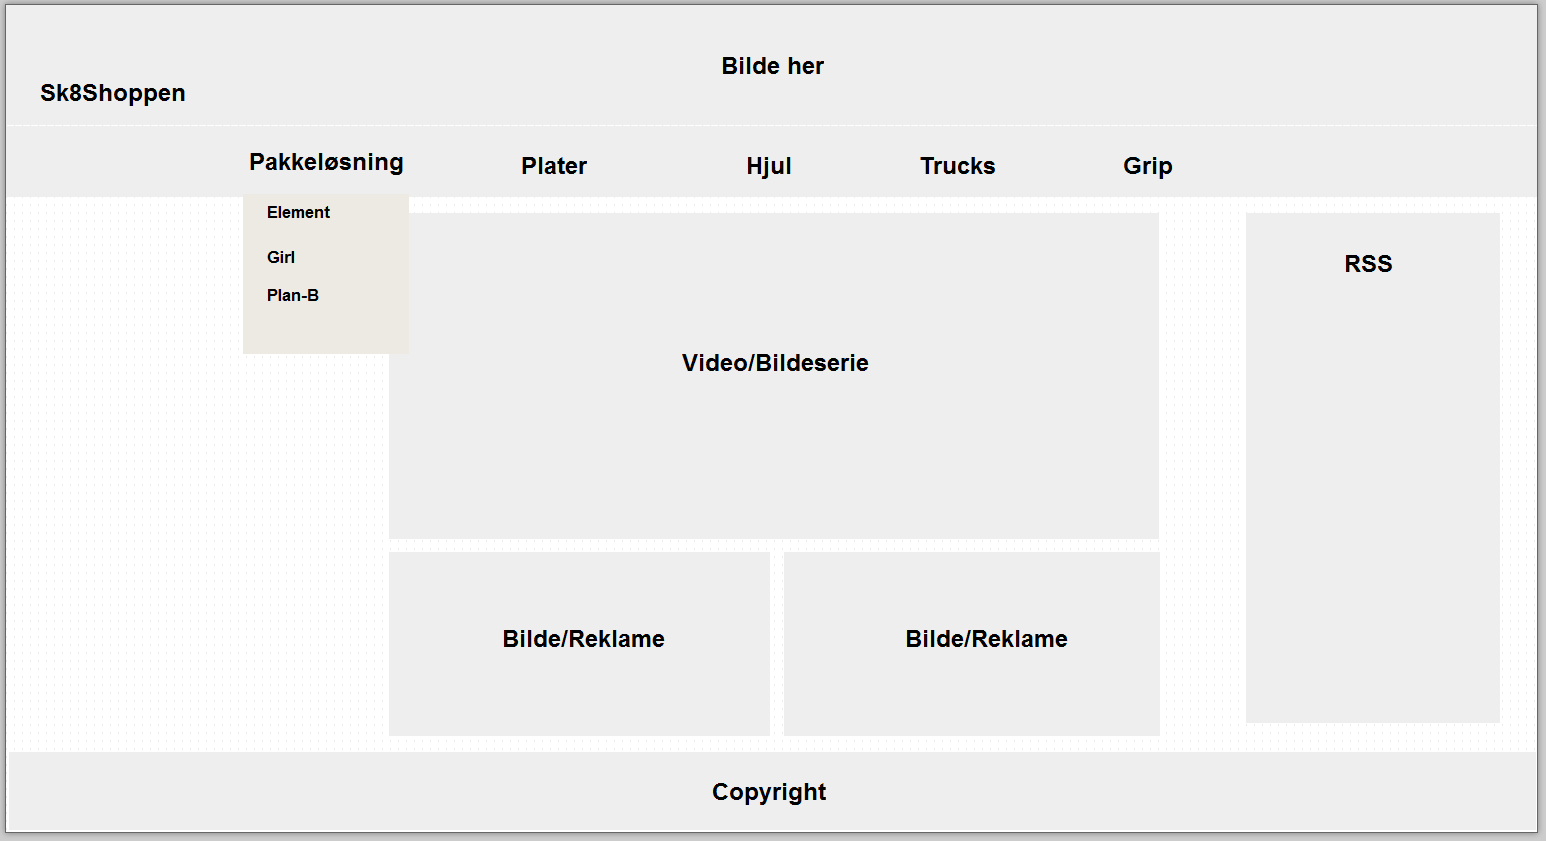 Bilde her
Sk8Shoppen
Pakkeløsning
Plater
Hjul
Trucks
Grip
Element
Girl
Plan-B
RSS
Video/Bildeserie
Bilde/Reklame
Bilde/Reklame
Copyright